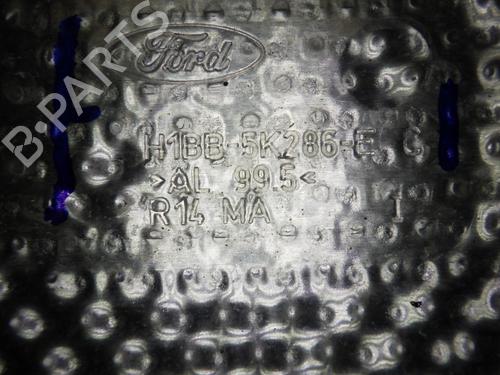 Ford
B-PARTS
H1BB-5K286-E C
>AL 99.5<
R14 MA I